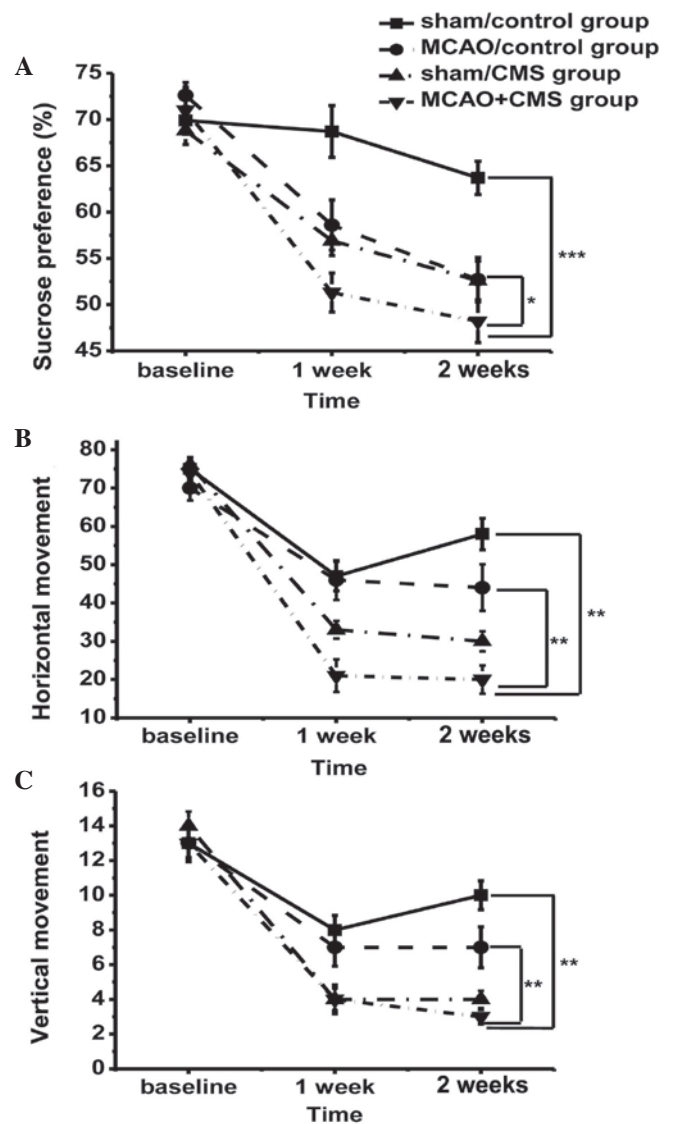 sham/control group
MCAO/control group
sham/CMS group
MCAO+CMS group
A
75
70
65
60
55
50
45
Sucrose preference (%)
***
*
baseline 1 week 2 weeks
Time
B
80
70
60
50
40
30
20
10
Horizontal movement
**
**
baseline 1 week 2 weeks
Time
C
16
14
12
10
8
6
4
2
0
Vertical movement
**
**
baseline 1 week 2 weeks
Time